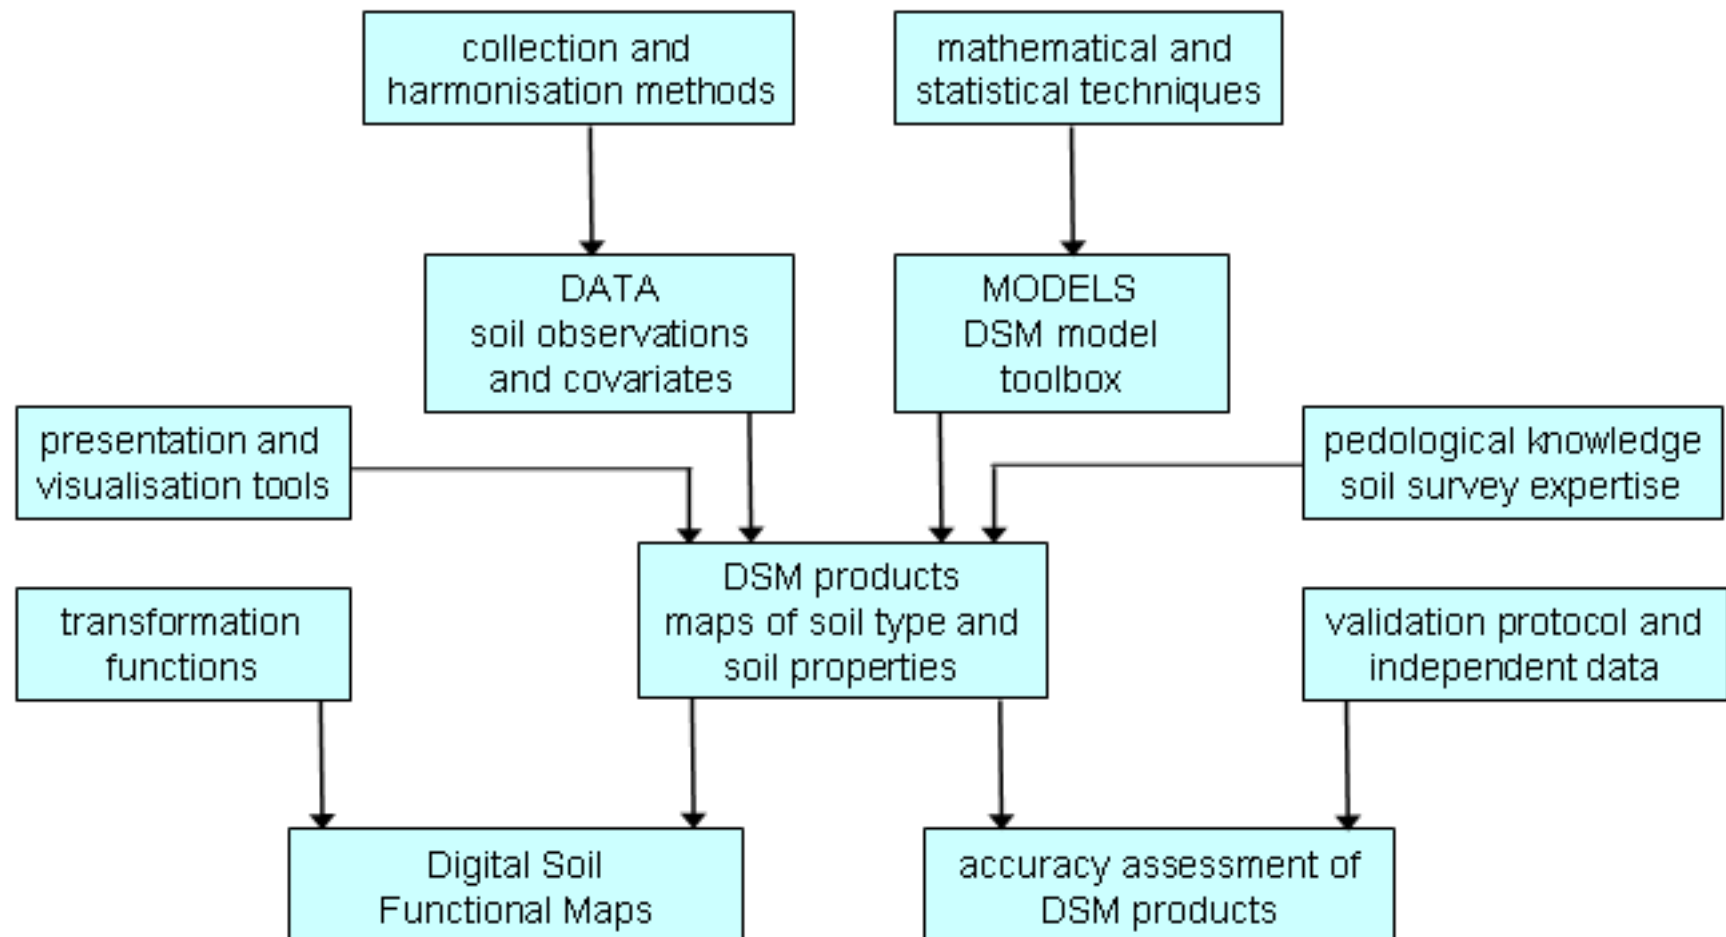 collection and
harmonisation methods
mathematical and
statistical techniques
DATA
soil observations
and covariates
MODELS
DSM model
toolbox
presentation and
visualisation tools
pedological knowledge
soil survey expertise
DSM products
maps of soil type and
soil properties
transformation
functions
validation protocol and
independent data
Digital Soil
Functional Maps
accuracy assessment of
DSM products